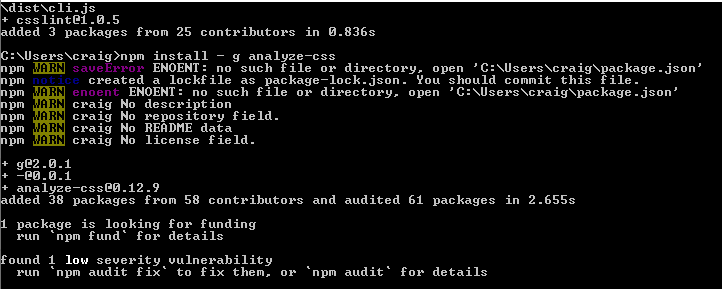 \dist\cli.js
+ csslint@1.0.5
added 3 packages from 25 contributors in 0.836s
C:\Users\craig>npm install - g analyze-css
npm WARN saveError ENOENT: no such file or directory, open 'C:\Users\craig\package.json'
npm notice created a lockfile as package-lock.json. You should commit this file.
npm WARN enoent ENOENT: no such file or directory, open 'C:\Users\craig\package.json'
npm WARN craig No description
npm WARN craig No repository field.
npm WARN craig No README data
npm WARN craig No license field.
+ g@2.0.1
+ -@0.0.1
+ analyze-css@0.12.9
added 38 packages from 58 contributors and audited 61 packages in 2.655s
1 package is looking for funding
run `npm fund` for details
found 1 low severity vulnerability
run `npm audit fix` to fix them, or `npm audit` for details